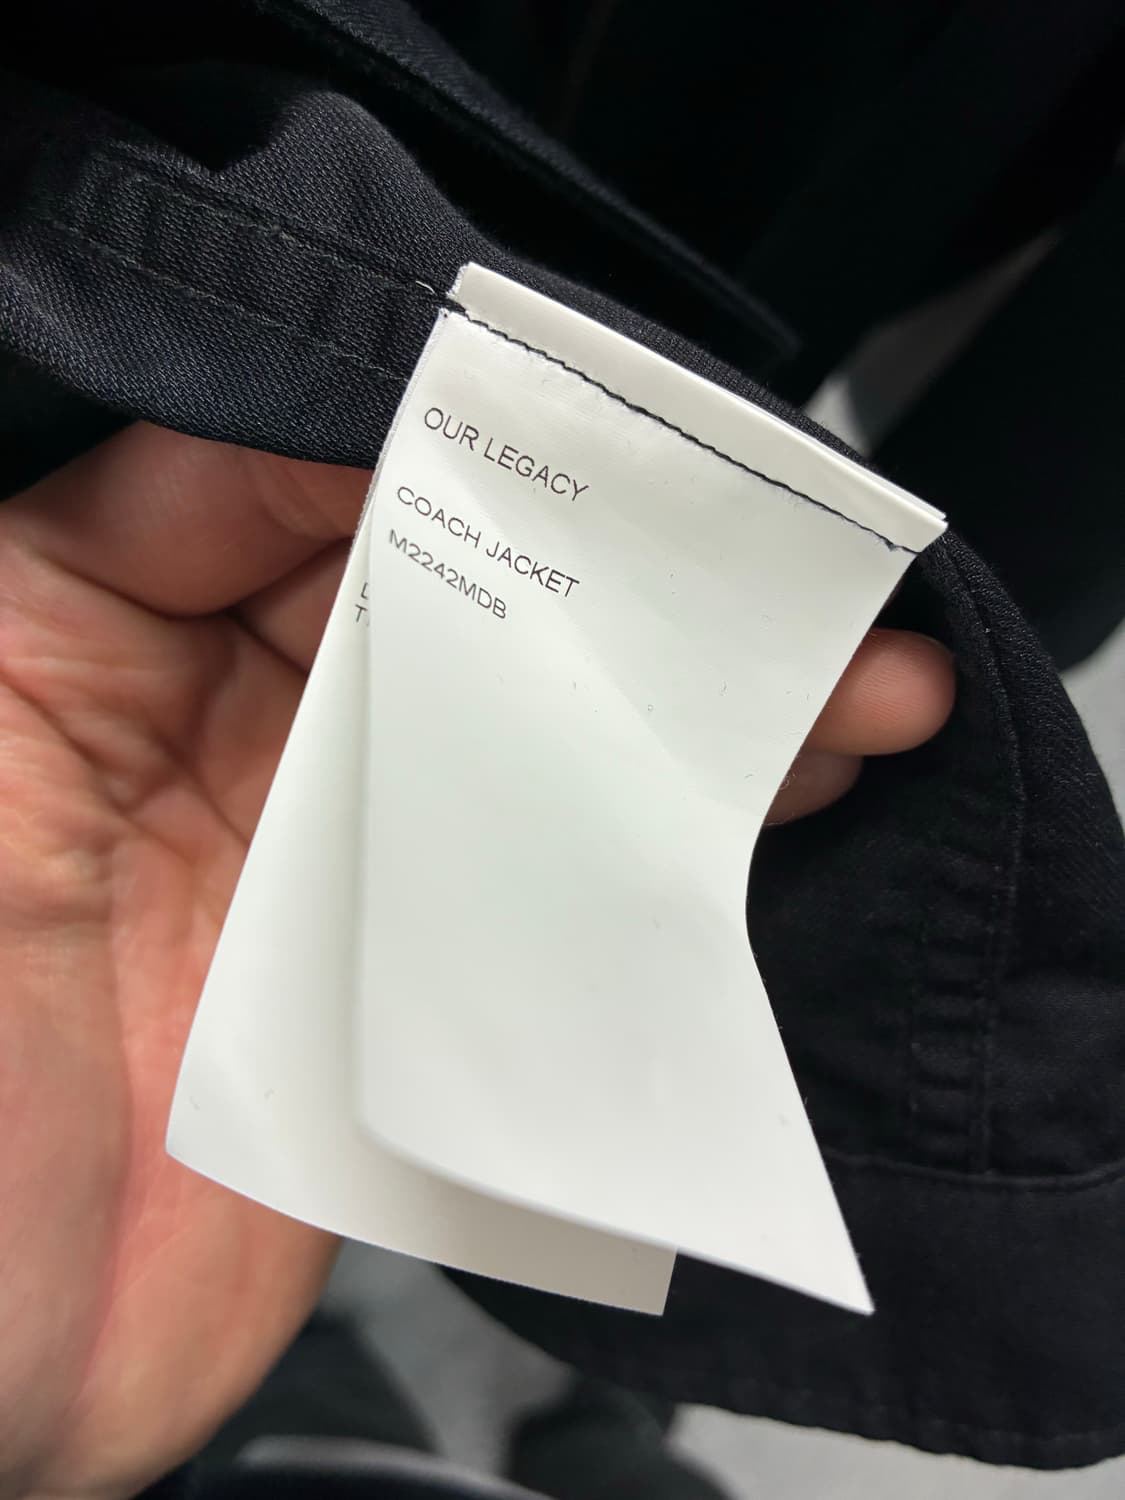 OUR LEGACY
COACH JACKET
M2242MDB